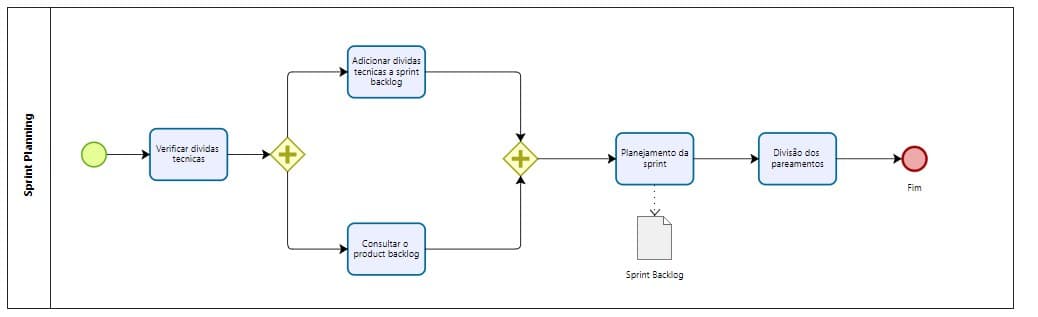 Sprint Planning
Verificar dividas
tecnicas
Adicionar dividas
tecnicas a sprint
backlog
Consultar o
product backlog
Planejamento da
sprint
Sprint Backlog
Divisão dos
pareamentos
Fim